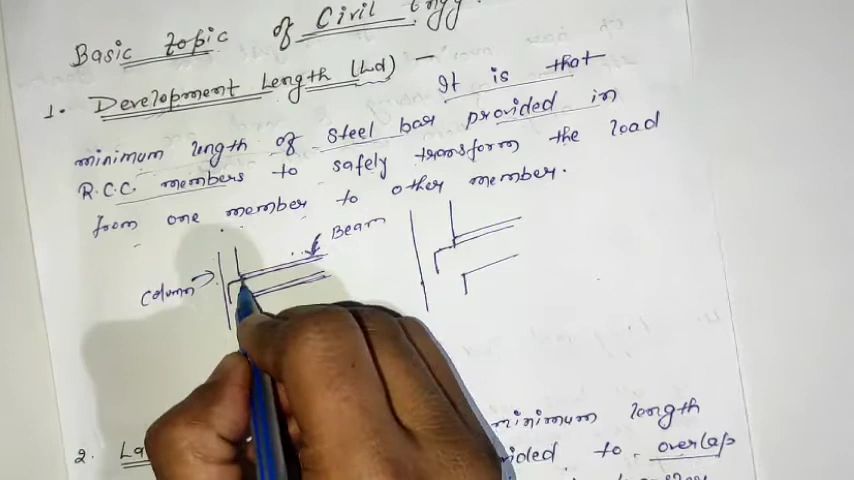 Basic topic of Civil Engg.
1. Development Length (Ld) — It is that
minimum length of steel bar provided in
R.C.C. members to safely transform the load
from one member to other member.
Beam
Column
minimum length
2. La
to overlap